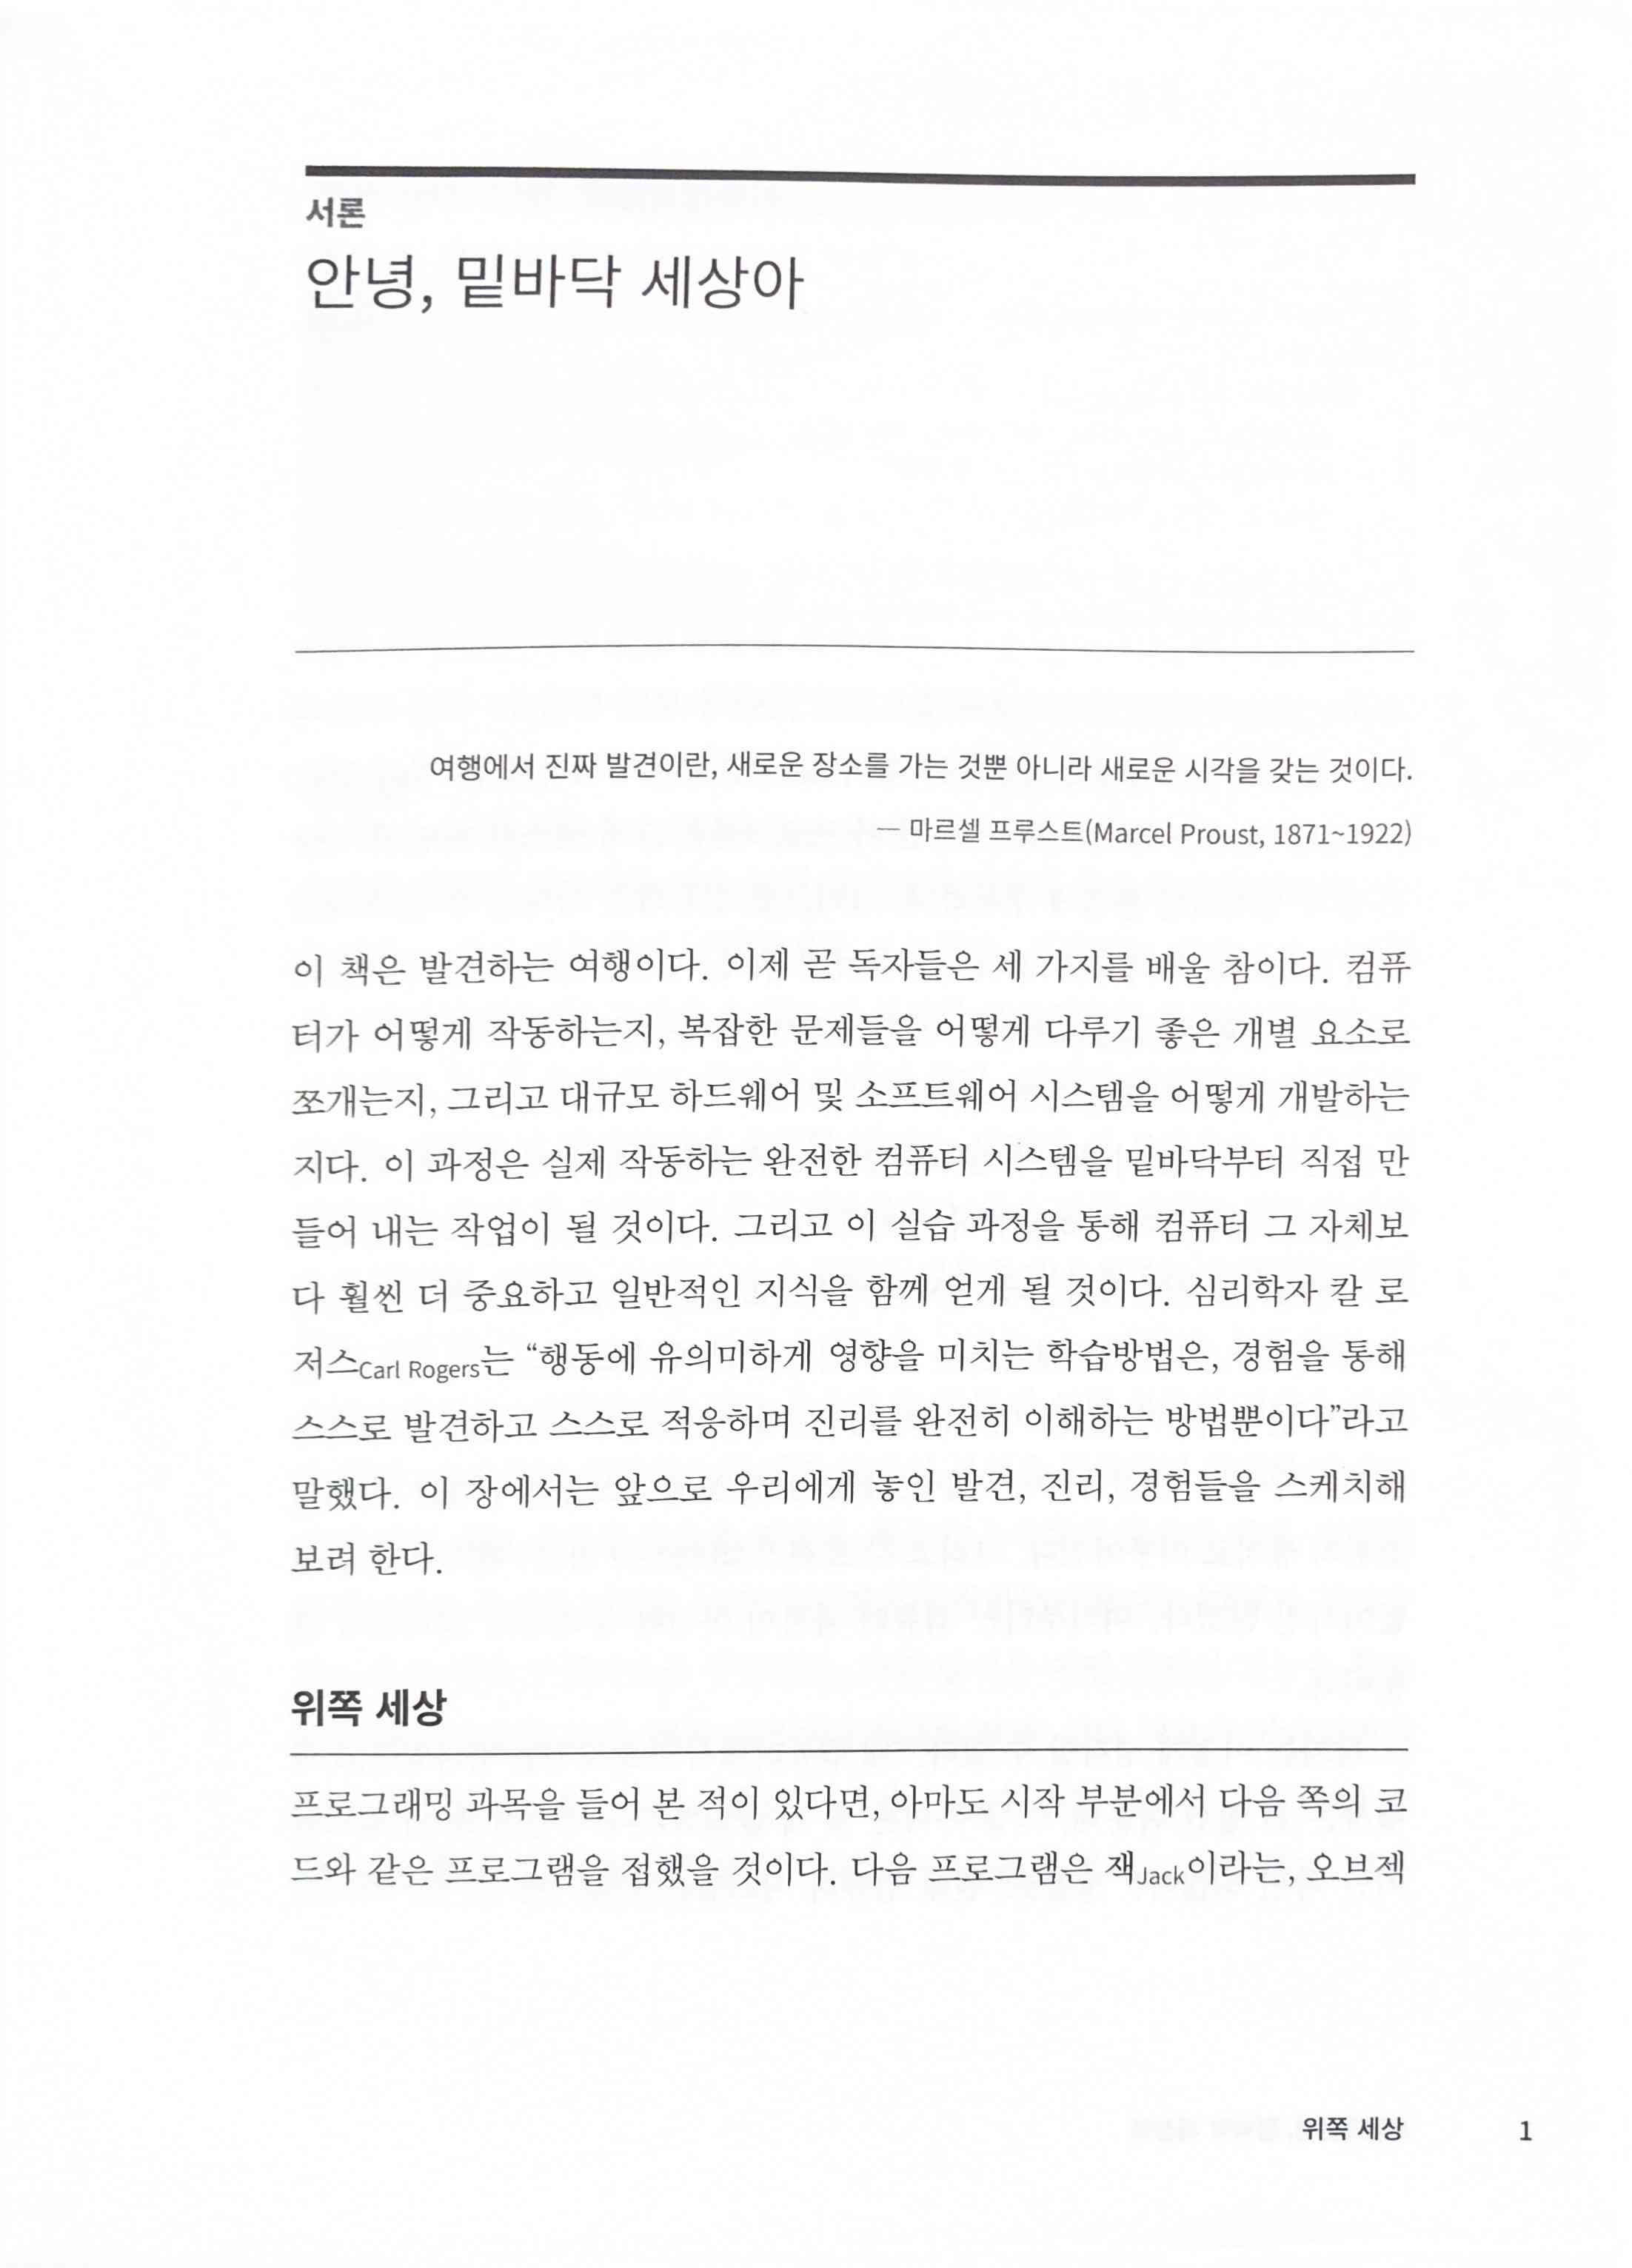 서론
안녕, 밑바닥 세상아
여행에서 진짜 발견이란, 새로운 장소를 가는 것뿐 아니라 새로운 시각을 갖는 것이다.
— 마르셀 프루스트(Marcel Proust, 1871~1922)
이 책은 발견하는 여행이다. 이제 곧 독자들은 세 가지를 배울 참이다. 컴퓨
터가 어떻게 작동하는지, 복잡한 문제들을 어떻게 다루기 좋은 개별 요소로
쪼개는지, 그리고 대규모 하드웨어 및 소프트웨어 시스템을 어떻게 개발하는
지다. 이 과정은 실제 작동하는 완전한 컴퓨터 시스템을 밑바닥부터 직접 만
들어 내는 작업이 될 것이다. 그리고 이 실습 과정을 통해 컴퓨터 그 자체보
다 훨씬 더 중요하고 일반적인 지식을 함께 얻게 될 것이다. 심리학자 칼 로
저스Carl Rogers는 “행동에 유의미하게 영향을 미치는 학습방법은, 경험을 통해
스스로 발견하고 스스로 적응하며 진리를 완전히 이해하는 방법뿐이다”라고
말했다. 이 장에서는 앞으로 우리에게 놓인 발견, 진리, 경험들을 스케치해
보려 한다.
위쪽 세상
프로그래밍 과목을 들어 본 적이 있다면, 아마도 시작 부분에서 다음 쪽의 코
드와 같은 프로그램을 접했을 것이다. 다음 프로그램은 잭Jack이라는, 오브젝
위쪽 세상 1